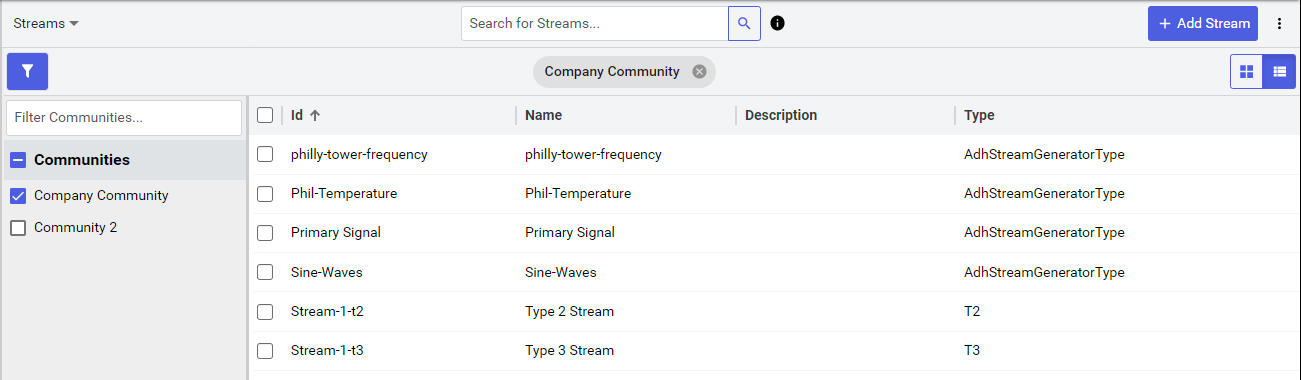 Streams
Search for Streams...
+ Add Stream
Company Community
Filter Communities...
Communities
Company Community
Community 2
Id Name Description Type
philly-tower-frequency philly-tower-frequency AdhStreamGeneratorType
Phil-Temperature Phil-Temperature AdhStreamGeneratorType
Primary Signal Primary Signal AdhStreamGeneratorType
Sine-Waves Sine-Waves AdhStreamGeneratorType
Stream-1-t2 Type 2 Stream T2
Stream-1-t3 Type 3 Stream T3